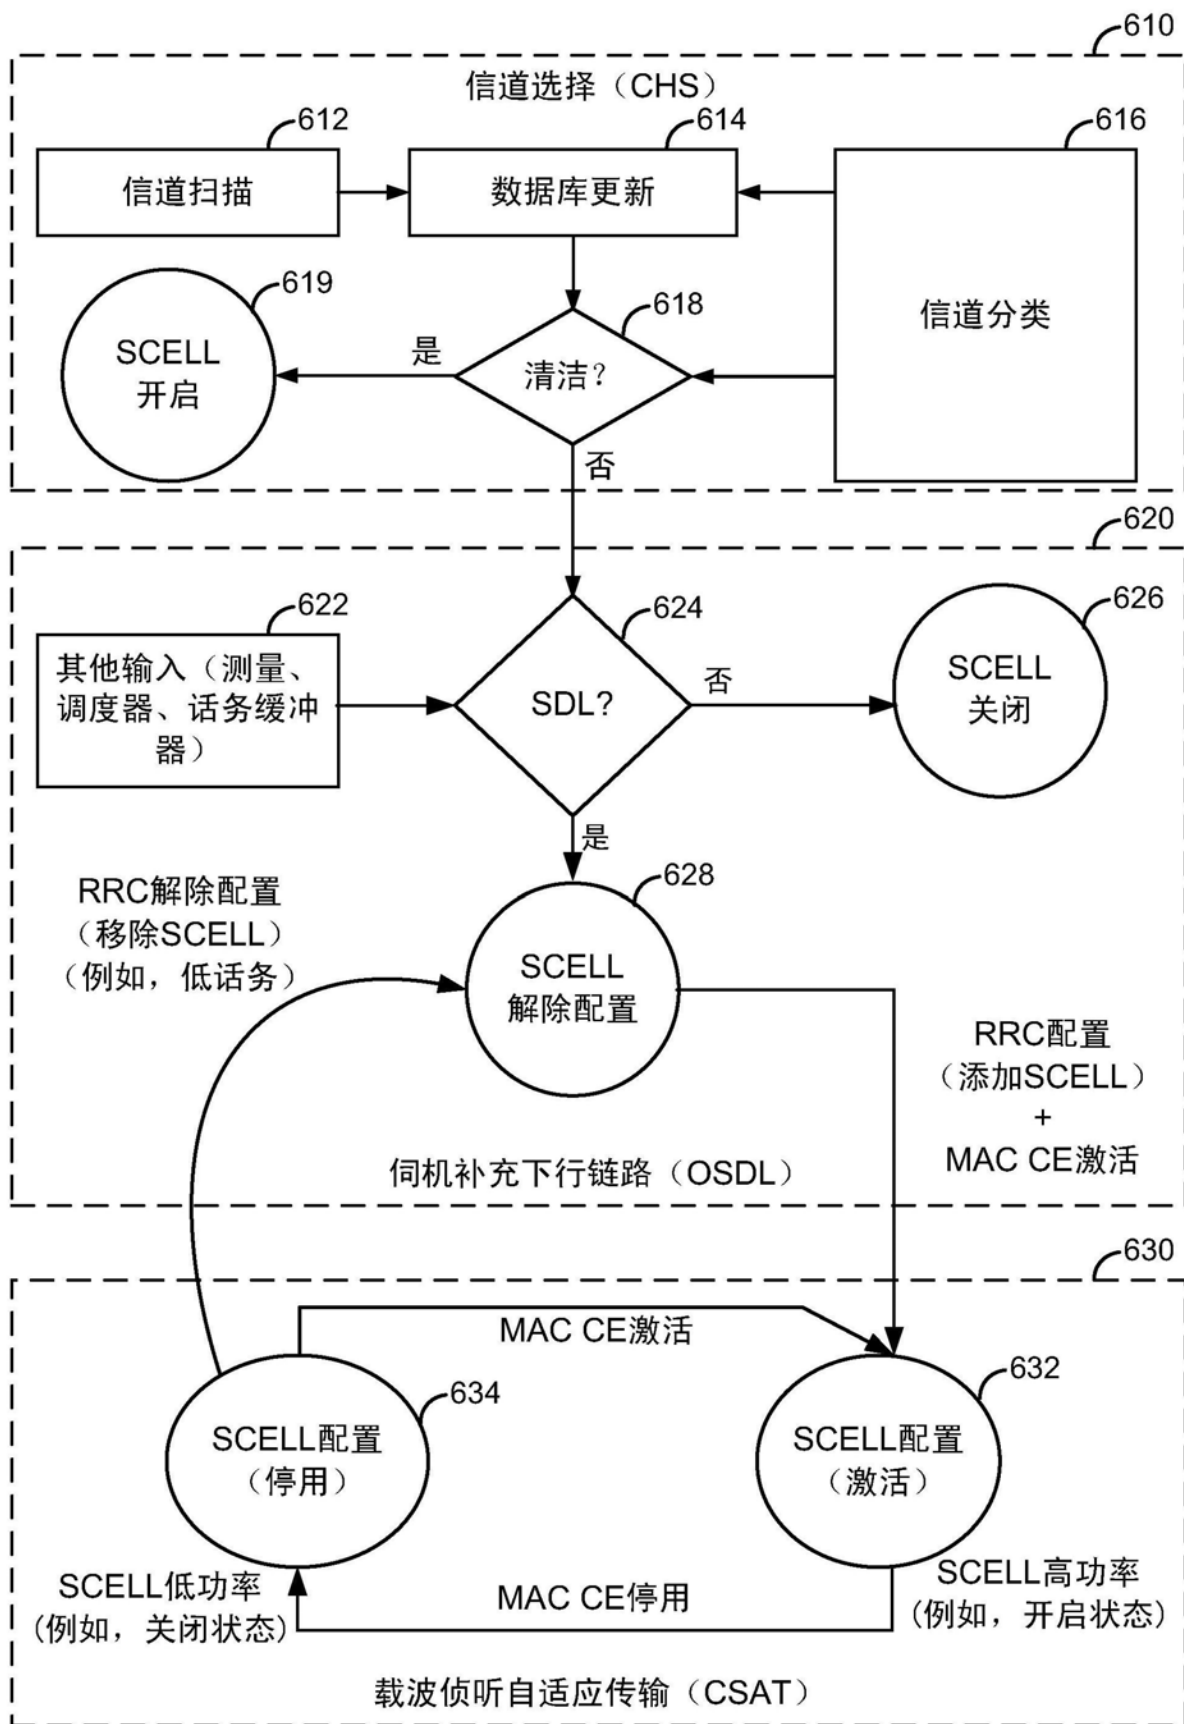 610
信道选择（CHS）
612
614
616
信道扫描
数据库更新
信道分类
619
618
SCELL
开启
是
清洁？
否
620
622
624
626
其他输入（测量、
调度器、话务缓冲
器）
SDL?
否
SCELL
关闭
是
628
RRC解除配置
（移除SCELL）
（例如，低话务）
SCELL
解除配置
RRC配置
（添加SCELL）
+
MAC CE激活
伺机补充下行链路（OSDL）
630
MAC CE激活
634
632
SCELL配置
（停用）
SCELL配置
（激活）
SCELL低功率
(例如，关闭状态)
MAC CE停用
SCELL高功率
(例如，开启状态)
载波侦听自适应传输（CSAT）